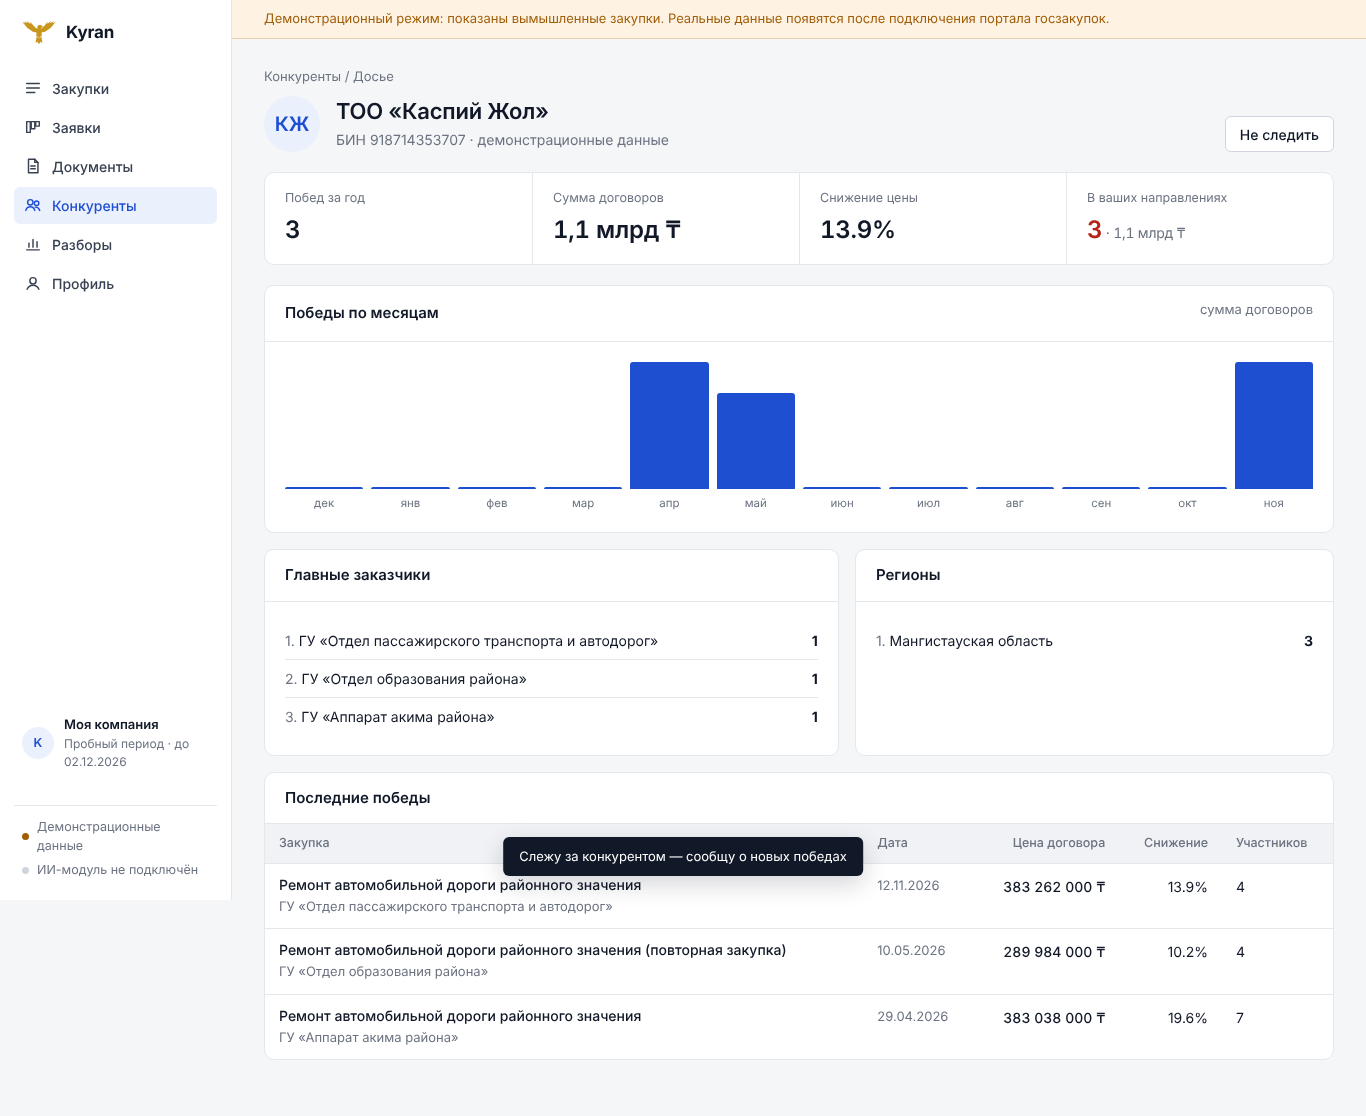 Демонстрационный режим: показаны вымышленные закупки. Реальные данные появятся после подключения портала госзакупок.
Kyran
Закупки
Заявки
Документы
Конкуренты
Разборы
Профиль
K
Моя компания
Пробный период · до
02.12.2026
Демонстрационные
данные
ИИ-модуль не подключён
Конкуренты / Досье
КЖ
ТОО «Каспий Жол»
БИН 918714353707 · демонстрационные данные
Не следить
Побед за год
3
Сумма договоров
1,1 млрд ₸
Снижение цены
13.9%
В ваших направлениях
3 · 1,1 млрд ₸
Победы по месяцам
сумма договоров
дек янв фев мар апр май июн июл авг сен окт ноя
Главные заказчики
1. ГУ «Отдел пассажирского транспорта и автодорог» 1
2. ГУ «Отдел образования района» 1
3. ГУ «Аппарат акима района» 1
Регионы
1. Мангистауская область 3
Последние победы
Закупка Дата Цена договора Снижение Участников
Слежу за конкурентом — сообщу о новых победах
Ремонт автомобильной дороги районного значения 12.11.2026 383 262 000 ₸ 13.9% 4
ГУ «Отдел пассажирского транспорта и автодорог»
Ремонт автомобильной дороги районного значения (повторная закупка) 10.05.2026 289 984 000 ₸ 10.2% 4
ГУ «Отдел образования района»
Ремонт автомобильной дороги районного значения 29.04.2026 383 038 000 ₸ 19.6% 7
ГУ «Аппарат акима района»